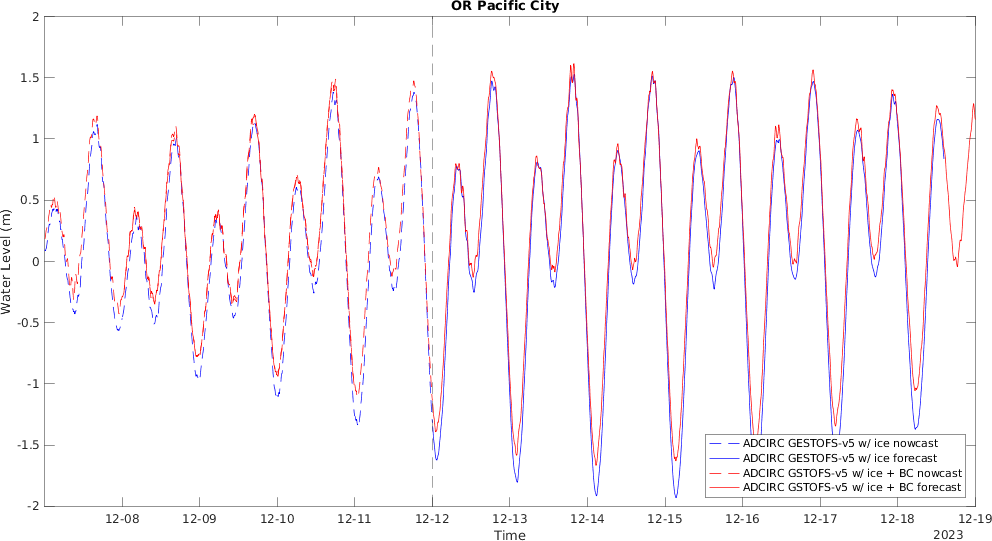 OR Pacific City
2
1.5
1
0.5
0
-0.5
-1
-1.5
-2
Water Level (m)
12-08 12-09 12-10 12-11 12-12 12-13 12-14 12-15 12-16 12-17 12-18 12-19
Time
2023
ADCIRC GESTOFS-v5 w/ ice nowcast
ADCIRC GESTOFS-v5 w/ ice forecast
ADCIRC GSTOFS-v5 w/ ice + BC nowcast
ADCIRC GSTOFS-v5 w/ ice + BC forecast